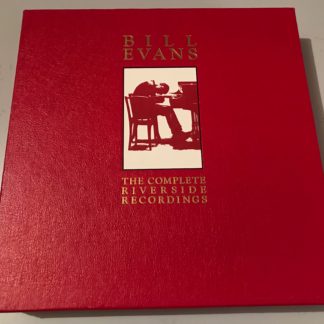 BILL
EVANS
THE COMPLETE
RIVERSIDE
RECORDINGS